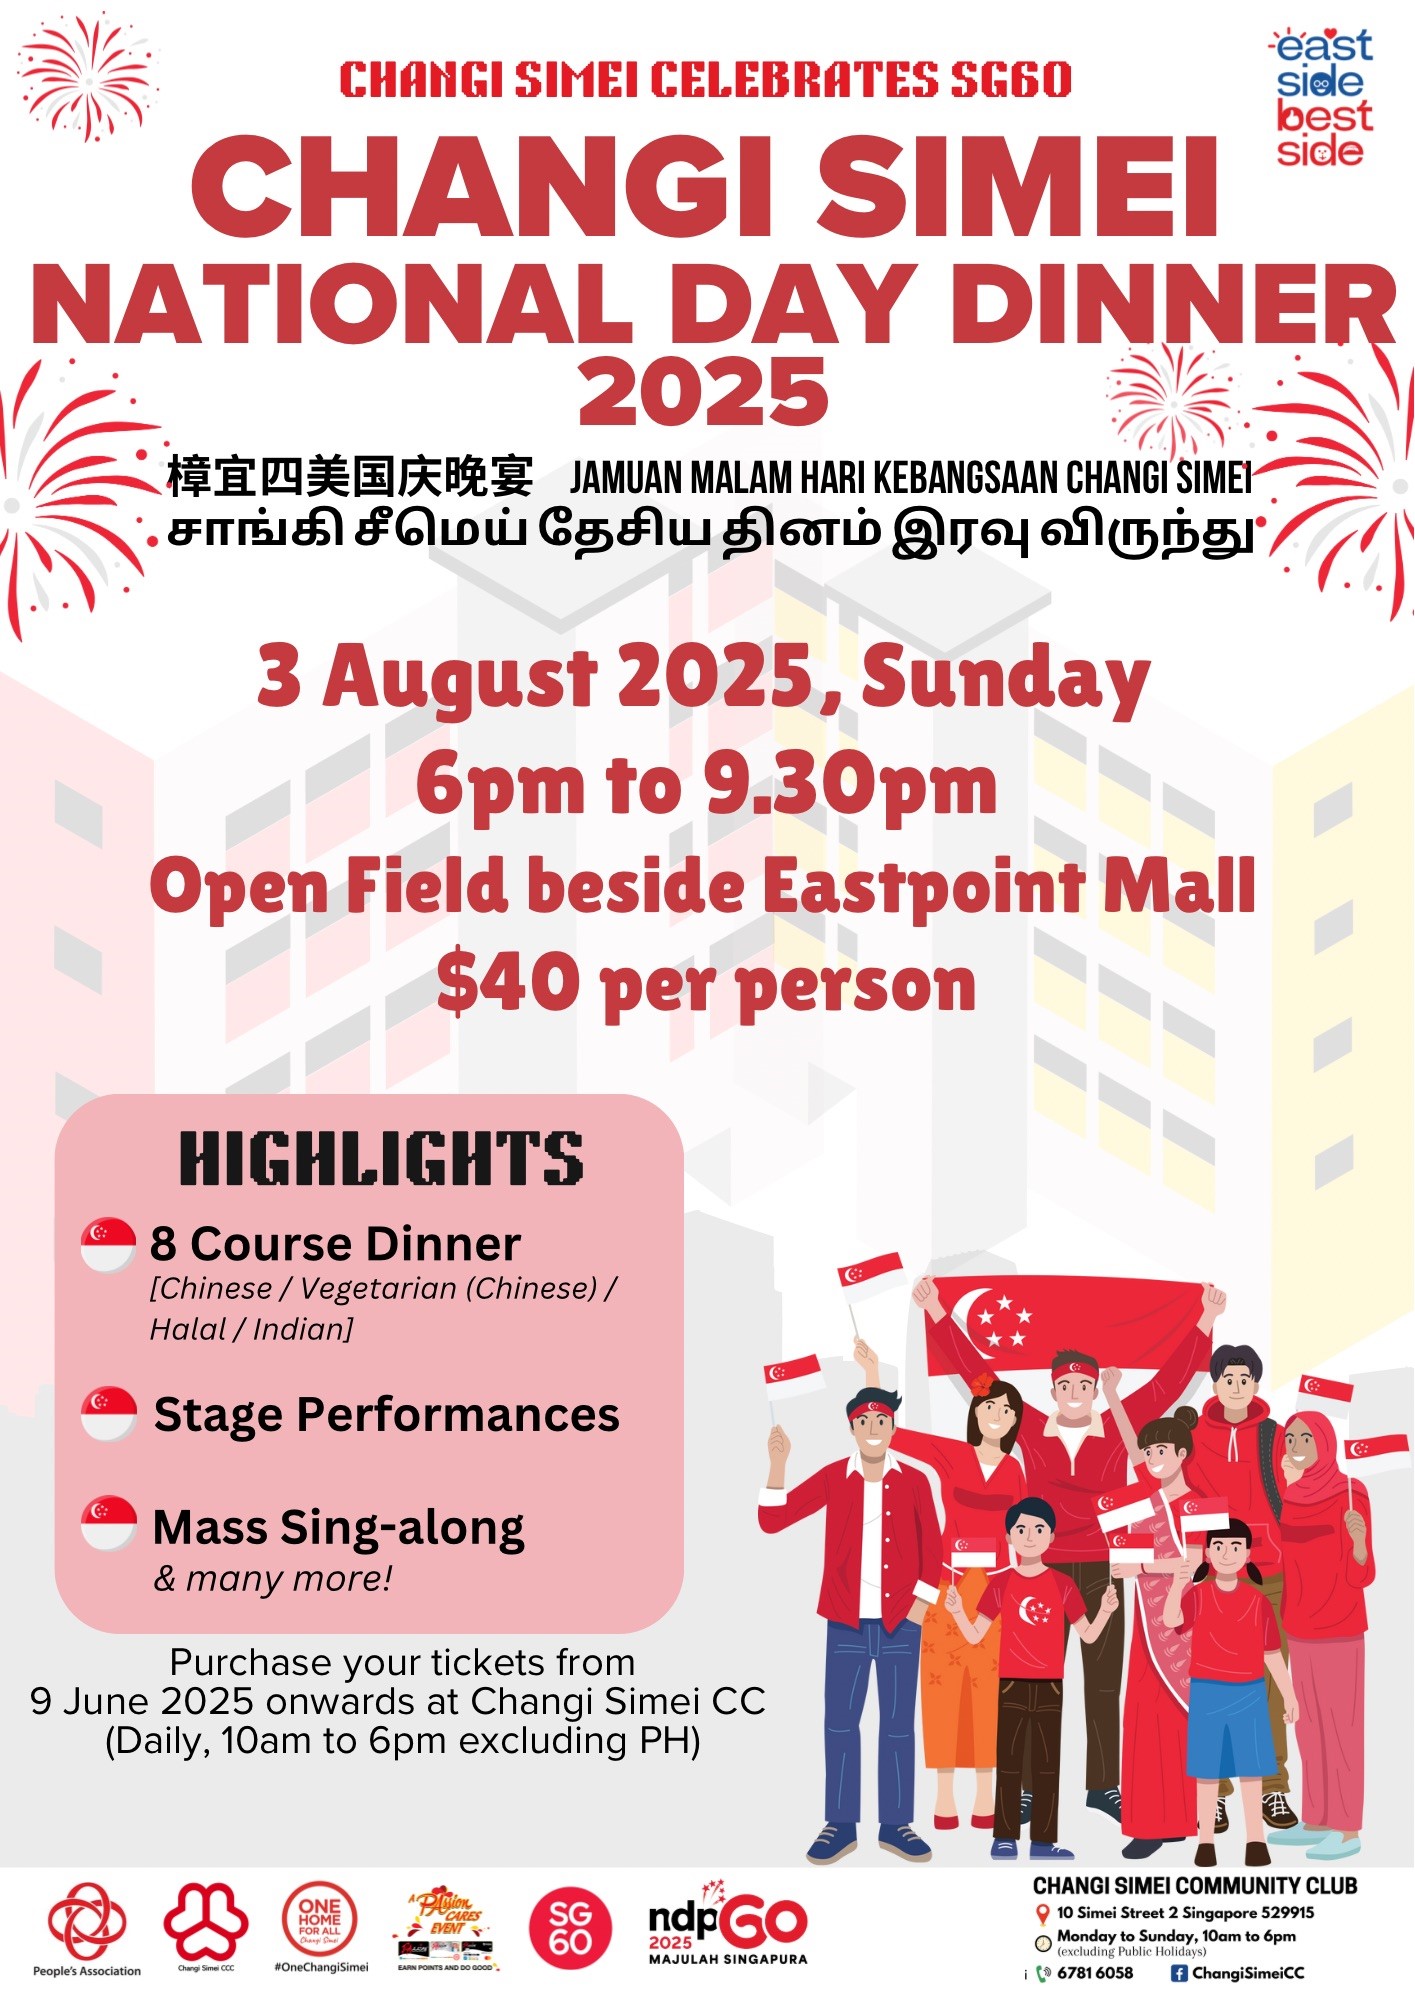 east
side
best
side
CHANGI SIMEI CELEBRATES SG60
CHANGI SIMEI
NATIONAL DAY DINNER
2025
樟宜四美国庆晚宴 JAMUAN MALAM HARI KEBANGSAAN CHANGI SIMEI
சாங்கி சீமெய் தேசிய தினம் இரவு விருந்து
3 August 2025, Sunday
6pm to 9.30pm
Open Field beside Eastpoint Mall
$40 per person
HIGHLIGHTS
8 Course Dinner
[Chinese / Vegetarian (Chinese) /
Halal / Indian]
Stage Performances
Mass Sing-along
& many more!
Purchase your tickets from
9 June 2025 onwards at Changi Simei CC
(Daily, 10am to 6pm excluding PH)
People's Association
Changi Simei CCC
ONE
HOME
FOR ALL
Changi Simei
#OneChangiSimei
A PAssion
CARES
EVENT
EARN POINTS AND DO GOOD
SG
60
ndp GO
2025
MAJULAH SINGAPURA
CHANGI SIMEI COMMUNITY CLUB
10 Simei Street 2 Singapore 529915
Monday to Sunday, 10am to 6pm
(excluding Public Holidays)
i 6781 6058 ChangiSimeiCC